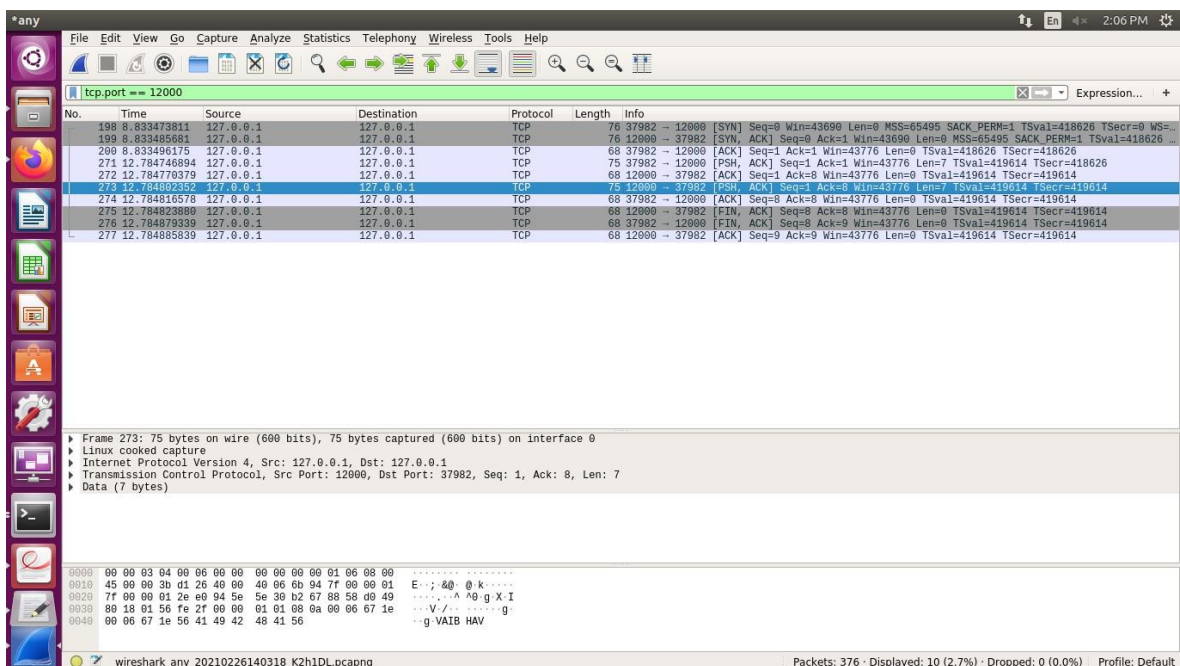 *any
En
2:06 PM
File Edit View Go Capture Analyze Statistics Telephony Wireless Tools Help
tcp.port == 12000
Expression... +
No. Time Source Destination Protocol Length Info
198 8.833473811 127.0.0.1 127.0.0.1 TCP 76 37982 → 12000 [SYN] Seq=0 Win=43690 Len=0 MSS=65495 SACK_PERM=1 TSval=418626 TSecr=0 WS=…
199 8.833485681 127.0.0.1 127.0.0.1 TCP 76 12000 → 37982 [SYN, ACK] Seq=0 Ack=1 Win=43690 Len=0 MSS=65495 SACK_PERM=1 TSval=418626 …
200 8.833496175 127.0.0.1 127.0.0.1 TCP 68 37982 → 12000 [ACK] Seq=1 Ack=1 Win=43776 Len=0 TSval=418626 TSecr=418626
271 12.784746894 127.0.0.1 127.0.0.1 TCP 75 37982 → 12000 [PSH, ACK] Seq=1 Ack=1 Win=43776 Len=7 TSval=419614 TSecr=418626
272 12.784770379 127.0.0.1 127.0.0.1 TCP 68 12000 → 37982 [ACK] Seq=1 Ack=8 Win=43776 Len=0 TSval=419614 TSecr=419614
273 12.784802352 127.0.0.1 127.0.0.1 TCP 75 12000 → 37982 [PSH, ACK] Seq=1 Ack=8 Win=43776 Len=7 TSval=419614 TSecr=419614
274 12.784816578 127.0.0.1 127.0.0.1 TCP 68 37982 → 12000 [ACK] Seq=8 Ack=8 Win=43776 Len=0 TSval=419614 TSecr=419614
275 12.784823880 127.0.0.1 127.0.0.1 TCP 68 12000 → 37982 [FIN, ACK] Seq=8 Ack=8 Win=43776 Len=0 TSval=419614 TSecr=419614
276 12.784879339 127.0.0.1 127.0.0.1 TCP 68 37982 → 12000 [FIN, ACK] Seq=8 Ack=9 Win=43776 Len=0 TSval=419614 TSecr=419614
277 12.784885839 127.0.0.1 127.0.0.1 TCP 68 12000 → 37982 [ACK] Seq=9 Ack=9 Win=43776 Len=0 TSval=419614 TSecr=419614
Frame 273: 75 bytes on wire (600 bits), 75 bytes captured (600 bits) on interface 0
Linux cooked capture
Internet Protocol Version 4, Src: 127.0.0.1, Dst: 127.0.0.1
Transmission Control Protocol, Src Port: 12000, Dst Port: 37982, Seq: 1, Ack: 8, Len: 7
Data (7 bytes)
0000 00 00 03 04 00 06 00 00 00 00 00 00 01 06 08 00 ········ ········
0010 45 00 00 3b d1 26 40 00 40 06 6b 94 7f 00 00 01 E··;·&@· @·k·····
0020 7f 00 00 01 2e e0 94 5e 5e 30 b2 67 88 58 d0 49 ····.··^ ^0·g·X·I
0030 80 18 01 56 fe 2f 00 00 01 01 08 0a 00 06 67 1e ···V·/·· ······g·
0040 00 06 67 1e 56 41 49 42 48 41 56 ··g·VAIB HAV
wireshark_any_20210226140318_K2h1DL.pcapng
Packets: 376 · Displayed: 10 (2.7%) · Dropped: 0 (0.0%)
Profile: Default